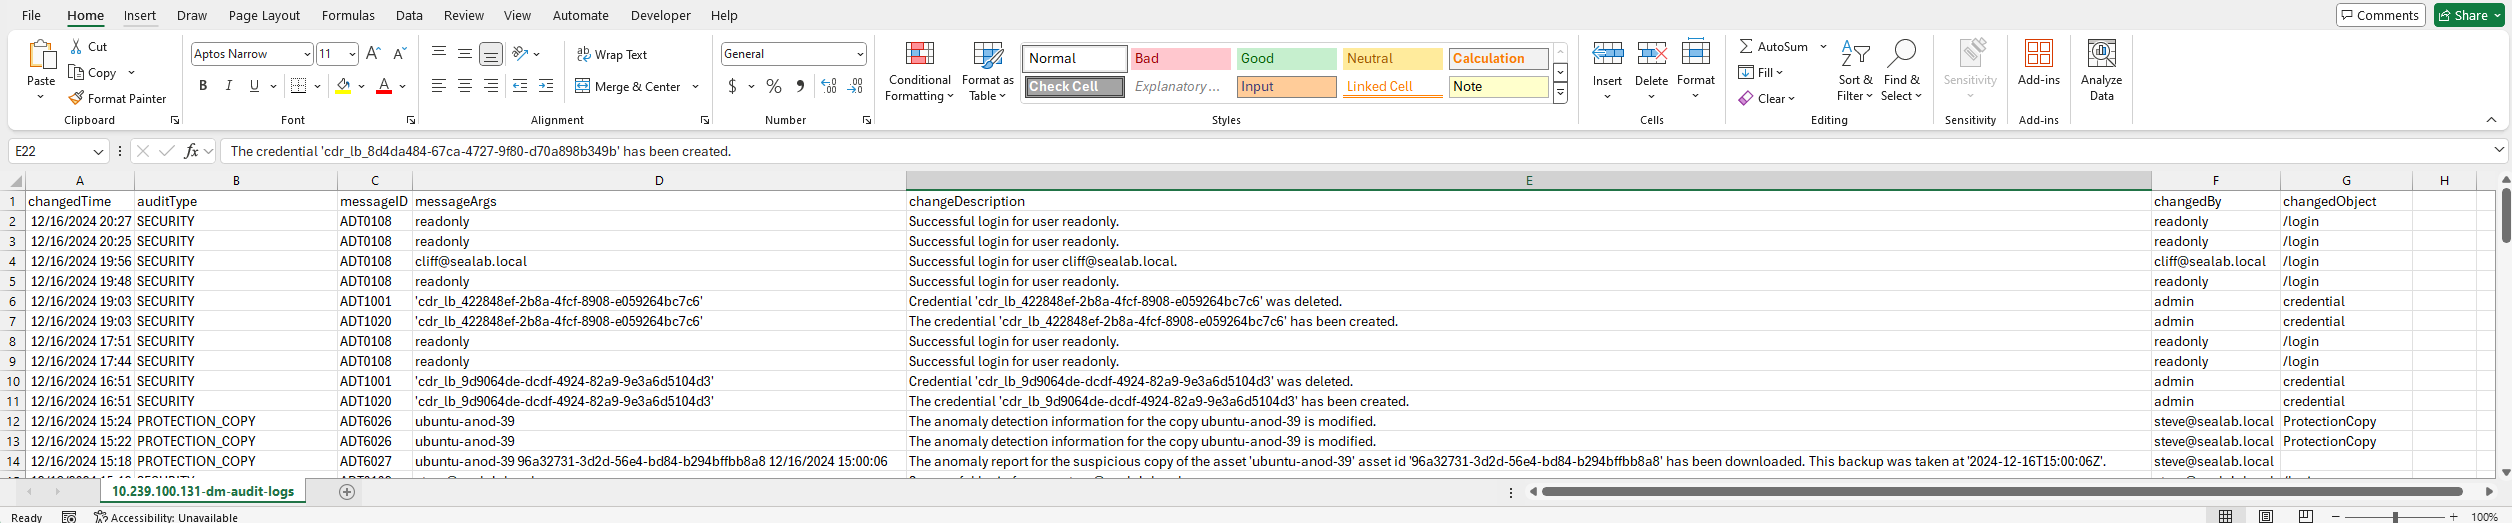 File Home Insert Draw Page Layout Formulas Data Review View Automate Developer Help Comments Share
Paste Cut Copy Format Painter Clipboard
Aptos Narrow 11 A A B I U A Font
ab Wrap Text Merge & Center Alignment
General $ % 9 .00 Number
Conditional Formatting Format as Table
Normal Bad Good Neutral Calculation
Check Cell Explanatory ... Input Linked Cell Note
Styles
Insert Delete Format Cells
AutoSum Fill Clear Sort & Filter Find & Select Editing
Sensitivity Sensitivity
Add-ins Add-ins
Analyze Data
E22 fx The credential 'cdr_lb_8d4da484-67ca-4727-9f80-d70a898b349b' has been created.
A B C D E F G H
1 changedTime auditType messageID messageArgs changeDescription changedBy changedObject
2 12/16/2024 20:27 SECURITY ADT0108 readonly Successful login for user readonly. readonly /login
3 12/16/2024 20:25 SECURITY ADT0108 readonly Successful login for user readonly. readonly /login
4 12/16/2024 19:56 SECURITY ADT0108 cliff@sealab.local Successful login for user cliff@sealab.local. cliff@sealab.local /login
5 12/16/2024 19:48 SECURITY ADT0108 readonly Successful login for user readonly. readonly /login
6 12/16/2024 19:03 SECURITY ADT1001 'cdr_lb_422848ef-2b8a-4fcf-8908-e059264bc7c6' Credential 'cdr_lb_422848ef-2b8a-4fcf-8908-e059264bc7c6' was deleted. admin credential
7 12/16/2024 19:03 SECURITY ADT1020 'cdr_lb_422848ef-2b8a-4fcf-8908-e059264bc7c6' The credential 'cdr_lb_422848ef-2b8a-4fcf-8908-e059264bc7c6' has been created. admin credential
8 12/16/2024 17:51 SECURITY ADT0108 readonly Successful login for user readonly. readonly /login
9 12/16/2024 17:44 SECURITY ADT0108 readonly Successful login for user readonly. readonly /login
10 12/16/2024 16:51 SECURITY ADT1001 'cdr_lb_9d9064de-dcdf-4924-82a9-9e3a6d5104d3' Credential 'cdr_lb_9d9064de-dcdf-4924-82a9-9e3a6d5104d3' was deleted. admin credential
11 12/16/2024 16:51 SECURITY ADT1020 'cdr_lb_9d9064de-dcdf-4924-82a9-9e3a6d5104d3' The credential 'cdr_lb_9d9064de-dcdf-4924-82a9-9e3a6d5104d3' has been created. admin credential
12 12/16/2024 15:24 PROTECTION_COPY ADT6026 ubuntu-anod-39 The anomaly detection information for the copy ubuntu-anod-39 is modified. steve@sealab.local ProtectionCopy
13 12/16/2024 15:22 PROTECTION_COPY ADT6026 ubuntu-anod-39 The anomaly detection information for the copy ubuntu-anod-39 is modified. steve@sealab.local ProtectionCopy
14 12/16/2024 15:18 PROTECTION_COPY ADT6027 ubuntu-anod-39 96a32731-3d2d-56e4-bd84-b294bffbb8a8 12/16/2024 15:00:06 The anomaly report for the suspicious copy of the asset 'ubuntu-anod-39' asset id '96a32731-3d2d-56e4-bd84-b294bffbb8a8' has been downloaded. This backup was taken at '2024-12-16T15:00:06Z'. steve@sealab.local
10.239.100.131-dm-audit-logs
Ready Accessibility: Unavailable 100%